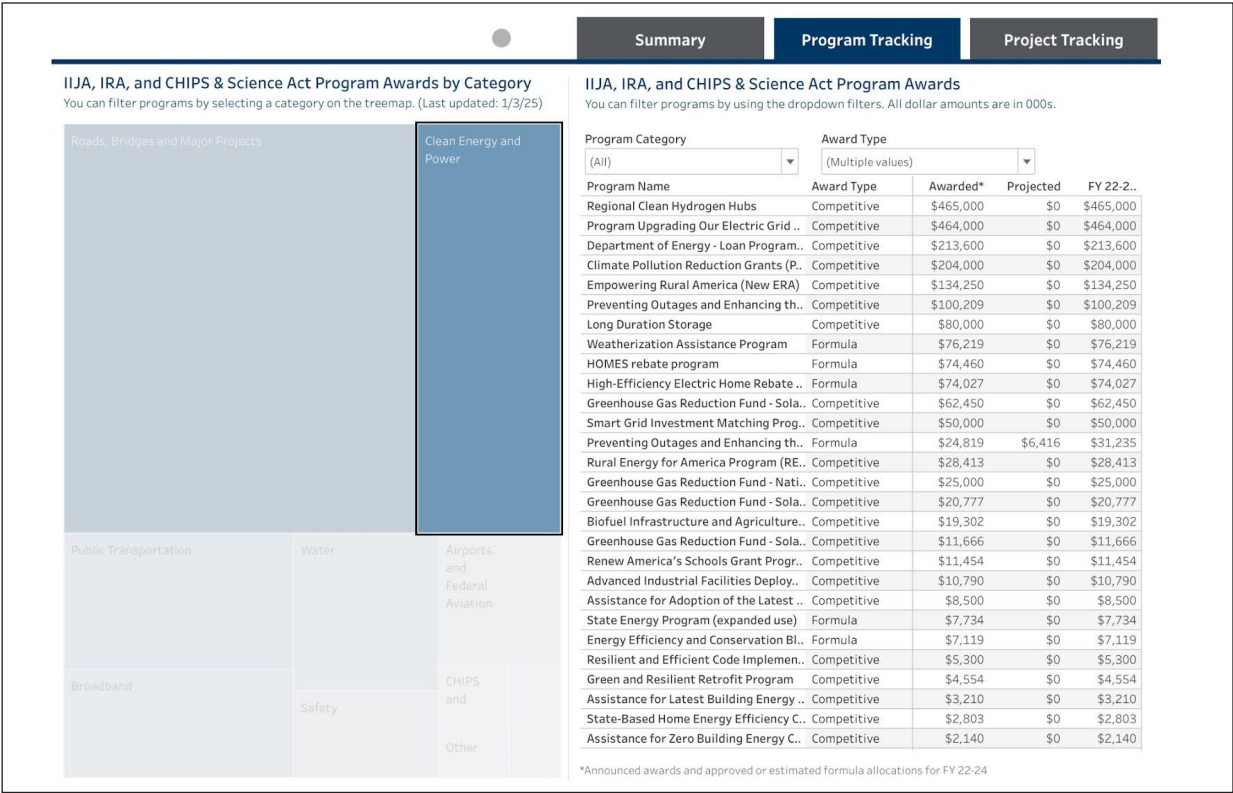 Summary
Program Tracking
Project Tracking
IIJA, IRA, and CHIPS & Science Act Program Awards by Category
You can filter programs by selecting a category on the treemap. (Last updated: 1/3/25)
Roads, Bridges and Major Projects
Clean Energy and
Power
Public Transportation
Water
Airports
and
Federal
Aviation
Broadband
Safety
CHIPS
and
Other
IIJA, IRA, and CHIPS & Science Act Program Awards
You can filter programs by using the dropdown filters. All dollar amounts are in 000s.
Program Category Award Type
(All) (Multiple values)
Program Name Award Type Awarded* Projected FY 22-2..
Regional Clean Hydrogen Hubs Competitive $465,000 $0 $465,000
Program Upgrading Our Electric Grid .. Competitive $464,000 $0 $464,000
Department of Energy - Loan Program.. Competitive $213,600 $0 $213,600
Climate Pollution Reduction Grants (P.. Competitive $204,000 $0 $204,000
Empowering Rural America (New ERA) Competitive $134,250 $0 $134,250
Preventing Outages and Enhancing th.. Competitive $100,209 $0 $100,209
Long Duration Storage Competitive $80,000 $0 $80,000
Weatherization Assistance Program Formula $76,219 $0 $76,219
HOMES rebate program Formula $74,460 $0 $74,460
High-Efficiency Electric Home Rebate .. Formula $74,027 $0 $74,027
Greenhouse Gas Reduction Fund - Sola.. Competitive $62,450 $0 $62,450
Smart Grid Investment Matching Prog.. Competitive $50,000 $0 $50,000
Preventing Outages and Enhancing th.. Formula $24,819 $6,416 $31,235
Rural Energy for America Program (RE.. Competitive $28,413 $0 $28,413
Greenhouse Gas Reduction Fund - Nati.. Competitive $25,000 $0 $25,000
Greenhouse Gas Reduction Fund - Sola.. Competitive $20,777 $0 $20,777
Biofuel Infrastructure and Agriculture.. Competitive $19,302 $0 $19,302
Greenhouse Gas Reduction Fund - Sola.. Competitive $11,666 $0 $11,666
Renew America's Schools Grant Progr.. Competitive $11,454 $0 $11,454
Advanced Industrial Facilities Deploy.. Competitive $10,790 $0 $10,790
Assistance for Adoption of the Latest .. Competitive $8,500 $0 $8,500
State Energy Program (expanded use) Formula $7,734 $0 $7,734
Energy Efficiency and Conservation Bl.. Formula $7,119 $0 $7,119
Resilient and Efficient Code Implemen.. Competitive $5,300 $0 $5,300
Green and Resilient Retrofit Program Competitive $4,554 $0 $4,554
Assistance for Latest Building Energy .. Competitive $3,210 $0 $3,210
State-Based Home Energy Efficiency C.. Competitive $2,803 $0 $2,803
Assistance for Zero Building Energy C.. Competitive $2,140 $0 $2,140
*Announced awards and approved or estimated formula allocations for FY 22-24